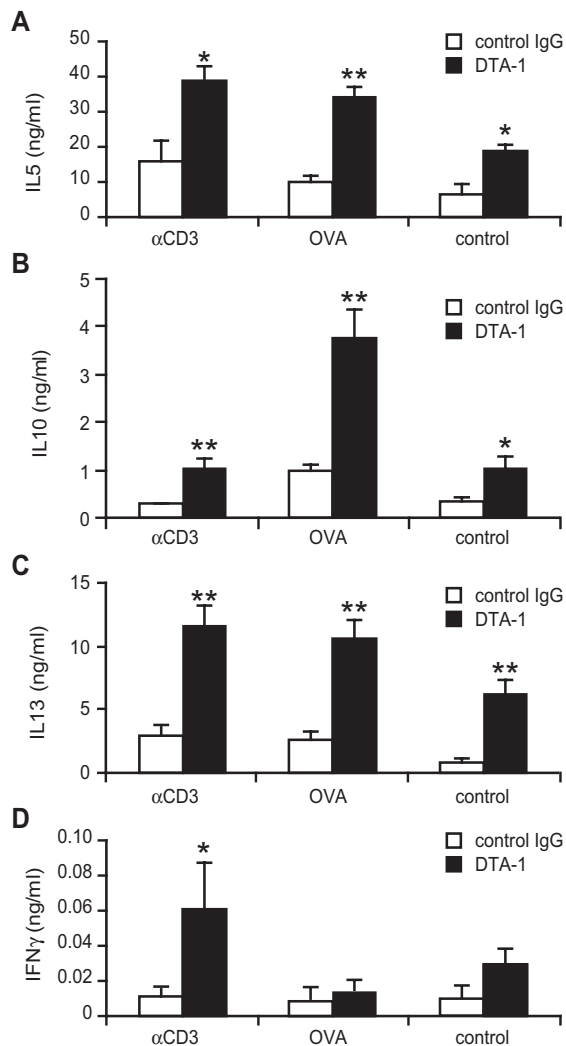 A
IL5 (ng/ml)
50
40
30
20
10
0
control IgG
DTA-1
*
**
*
αCD3
OVA
control
B
IL10 (ng/ml)
5
4
3
2
1
0
control IgG
DTA-1
**
**
*
αCD3
OVA
control
C
IL13 (ng/ml)
15
10
5
0
control IgG
DTA-1
**
**
**
αCD3
OVA
control
D
IFNγ (ng/ml)
0.10
0.08
0.06
0.04
0.02
0
control IgG
DTA-1
*
αCD3
OVA
control